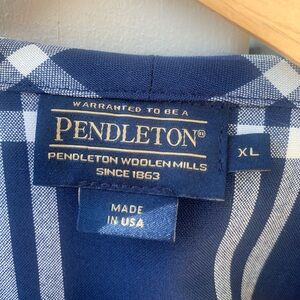 WARRANTED TO BE A
PENDLETON®
PENDLETON WOOLEN MILLS
SINCE 1863
XL
MADE
IN USA